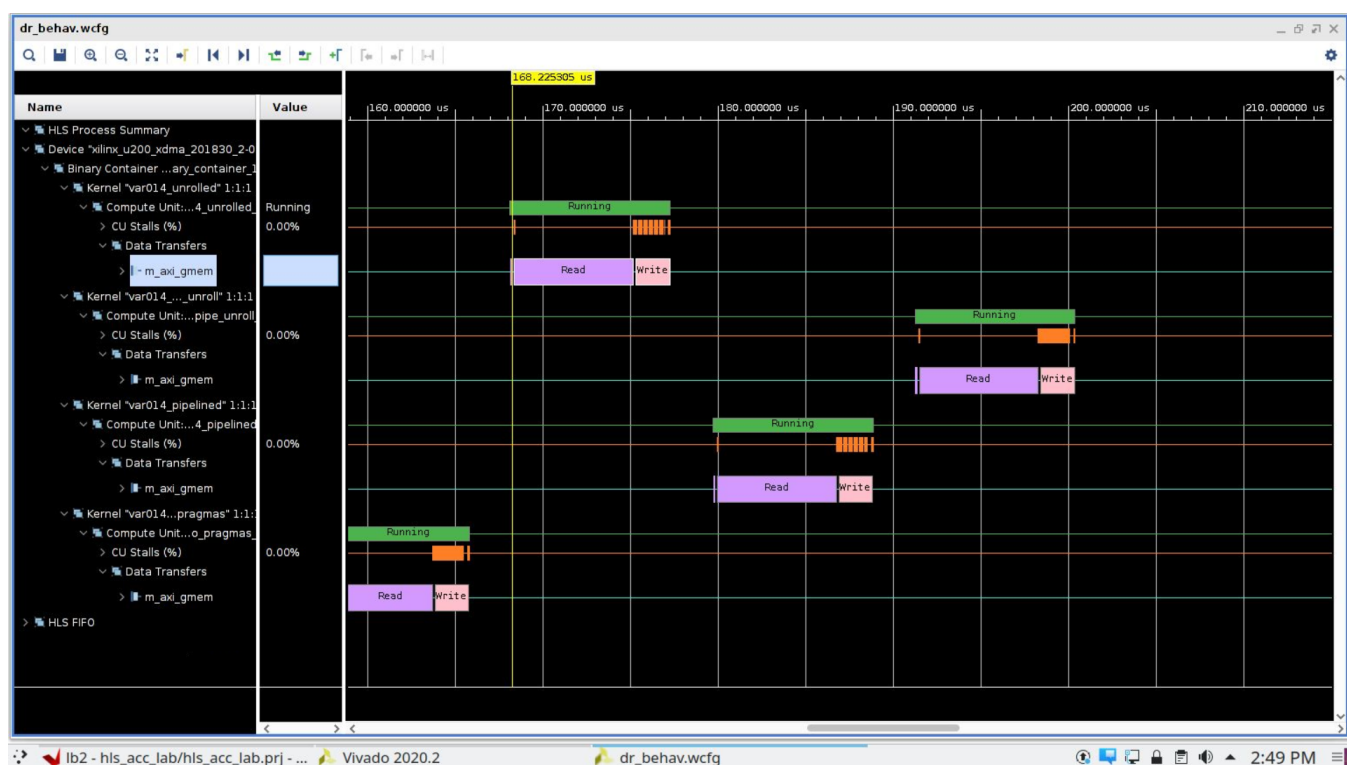 dr_behav.wcfg
168.225305 us
Name Value 160.000000 us 170.000000 us 180.000000 us 190.000000 us 200.000000 us 210.000000 us
HLS Process Summary
Device "xilinx_u200_xdma_201830_2-0
Binary Container ...ary_container_1
Kernel "var014_unrolled" 1:1:1
Compute Unit:...4_unrolled_ Running Running
CU Stalls (%) 0.00%
Data Transfers
m_axi_gmem Read Write
Kernel "var014_..._unroll" 1:1:1
Compute Unit:...pipe_unroll_ Running
CU Stalls (%) 0.00%
Data Transfers
m_axi_gmem Read Write
Kernel "var014_pipelined" 1:1:1
Compute Unit:...4_pipelined Running
CU Stalls (%) 0.00%
Data Transfers
m_axi_gmem Read Write
Kernel "var014...pragmas" 1:1:
Compute Unit...o_pragmas_ Running
CU Stalls (%) 0.00%
Data Transfers
m_axi_gmem Read Write
HLS FIFO
lb2 - hls_acc_lab/hls_acc_lab.prj - ... Vivado 2020.2 dr_behav.wcfg 2:49 PM